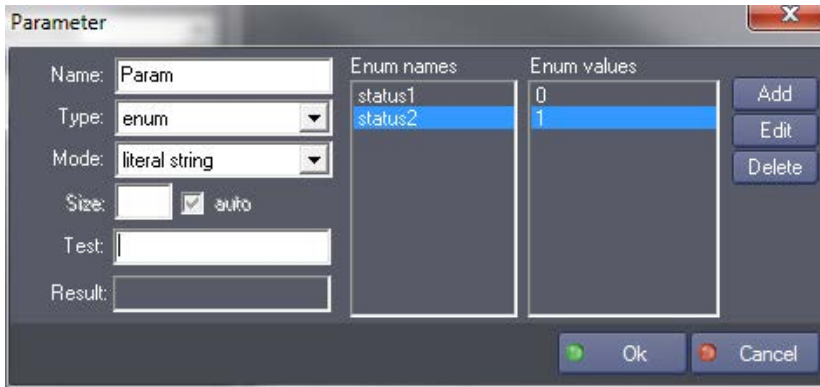 Parameter
x
Name: Param
Type: enum
Mode: literal string
Size: auto
Test:
Result:
Enum names
status1
status2
Enum values
0
1
Add
Edit
Delete
Ok
Cancel